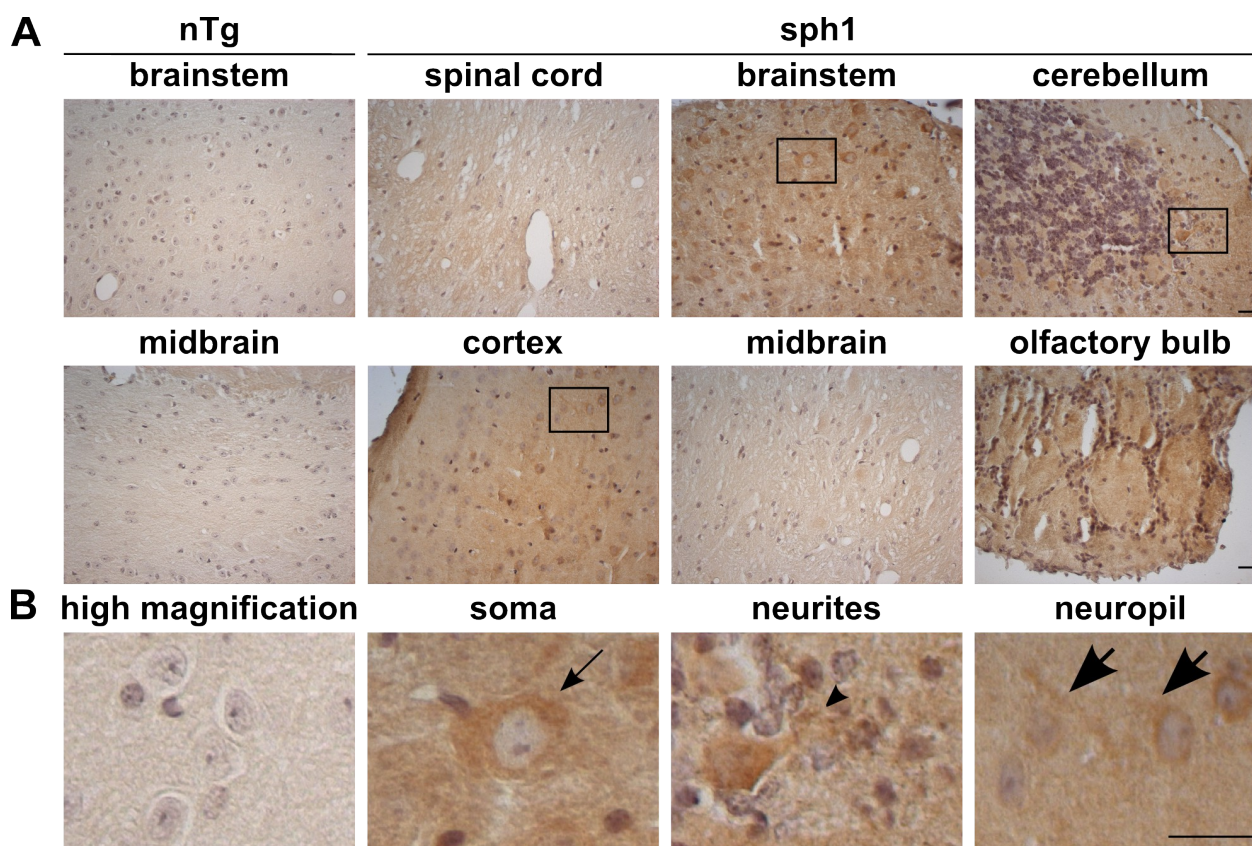 A
nTg
sph1
brainstem
spinal cord
brainstem
cerebellum
midbrain
cortex
midbrain
olfactory bulb
B
high magnification
soma
neurites
neuropil